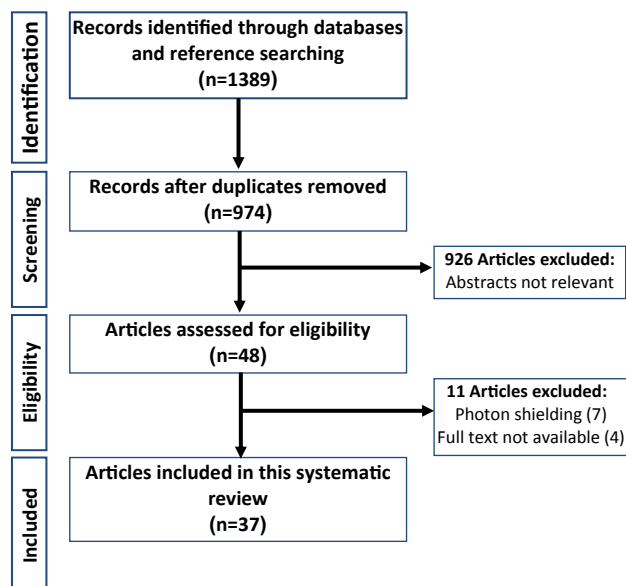 Identification
Records identified through databases
and reference searching
(n=1389)
Screening
Records after duplicates removed
(n=974)
926 Articles excluded:
Abstracts not relevant
Eligibility
Articles assessed for eligibility
(n=48)
11 Articles excluded:
Photon shielding (7)
Full text not available (4)
Included
Articles included in this systematic
review
(n=37)